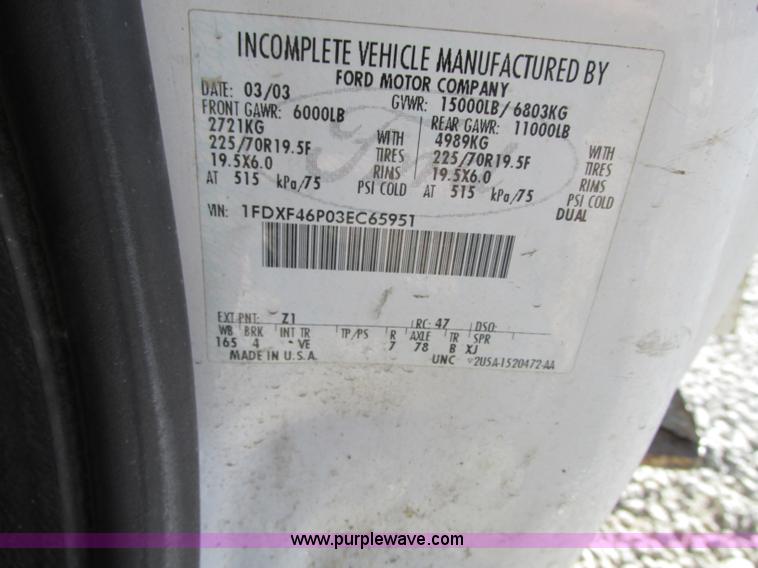 INCOMPLETE VEHICLE MANUFACTURED BY
FORD MOTOR COMPANY
DATE: 03/03 GVWR: 15000LB/ 6803KG
FRONT GAWR: 6000LB REAR GAWR: 11000LB
2721KG WITH 4989KG WITH
225/70R19.5F TIRES 225/70R19.5F TIRES
19.5X6.0 RIMS 19.5X6.0 RIMS
AT 515 kPa/75 PSI COLD AT 515 kPa/75 PSI COLD
DUAL
VIN: 1FDXF46P03EC65951
Ford
EXT PNT: Z1 RC: 47 DSO:
WB BRK INT TR TP/PS R AXLE TR SPR
165 4 VE 7 78 B XJ
MADE IN U.S.A. UNC 2U5A-1520472-AA
www.purplewave.com